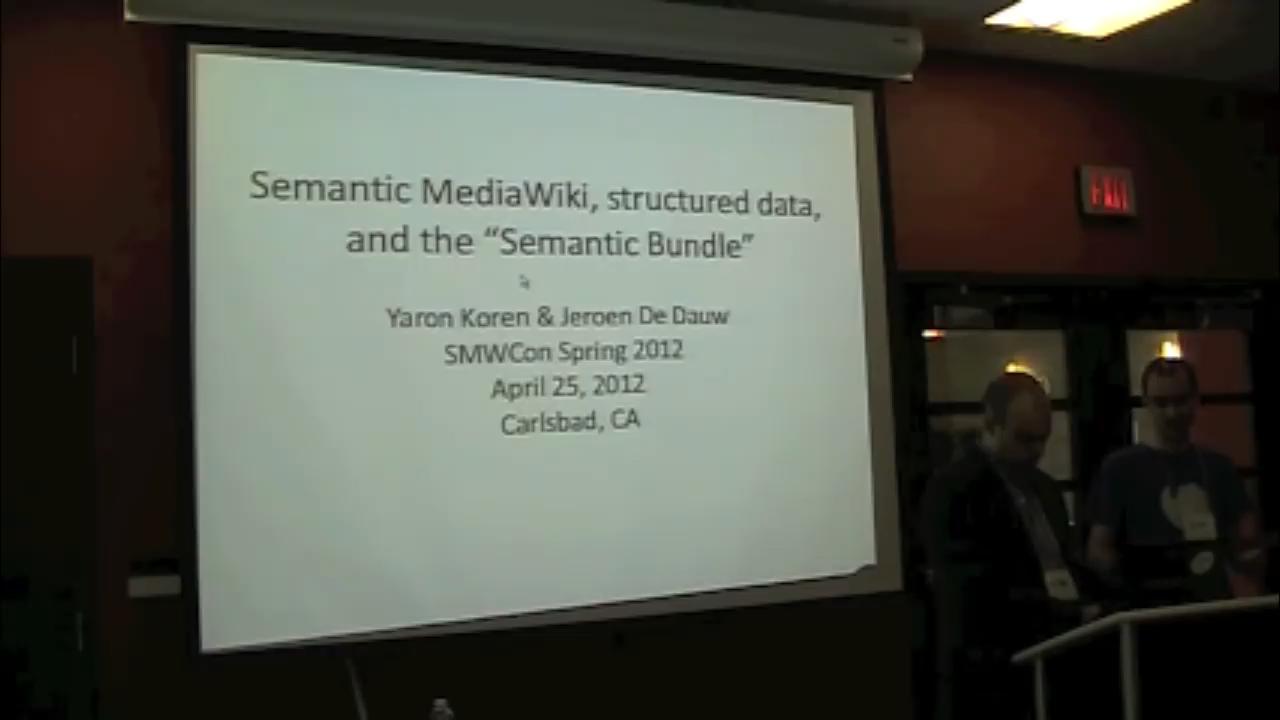 Semantic MediaWiki, structured data,
and the “Semantic Bundle”
Yaron Koren & Jeroen De Dauw
SMWCon Spring 2012
April 25, 2012
Carlsbad, CA
EXIT